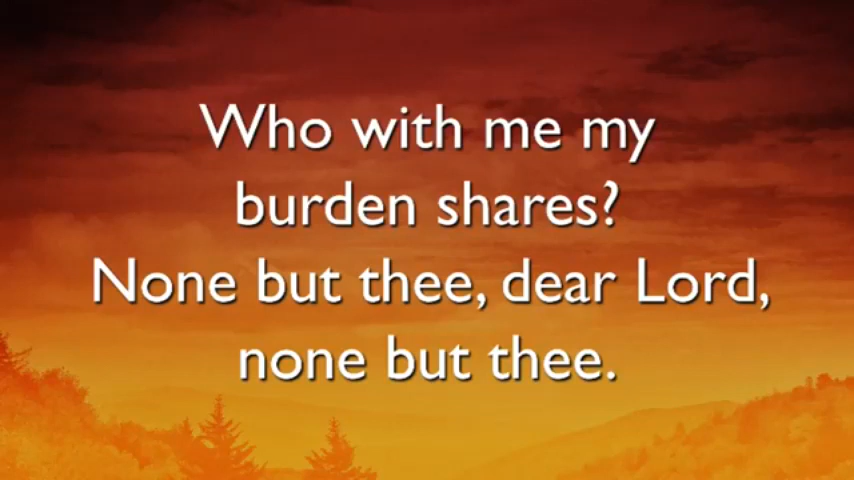 Who with me my
burden shares?
None but thee, dear Lord,
none but thee.